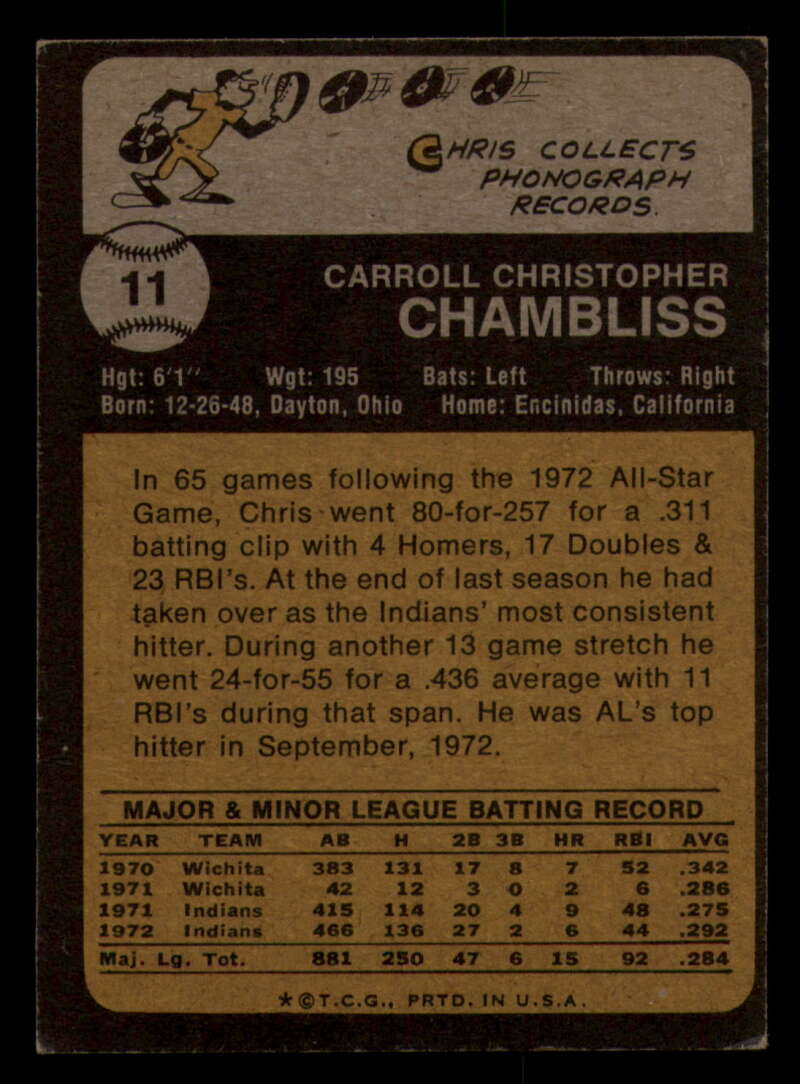 CHRIS COLLECTS
PHONOGRAPH
RECORDS.
11
CARROLL CHRISTOPHER
CHAMBLISS
Hgt: 6'1" Wgt: 195 Bats: Left Throws: Right
Born: 12-26-48, Dayton, Ohio Home: Encinidas, California
In 65 games following the 1972 All-Star
Game, Chris went 80-for-257 for a .311
batting clip with 4 Homers, 17 Doubles &
23 RBI's. At the end of last season he had
taken over as the Indians' most consistent
hitter. During another 13 game stretch he
went 24-for-55 for a .436 average with 11
RBI's during that span. He was AL's top
hitter in September, 1972.
MAJOR & MINOR LEAGUE BATTING RECORD
YEAR TEAM AB H 2B 3B HR RBI AVG
1970 Wichita 383 131 17 8 7 52 .342
1971 Wichita 42 12 3 0 2 6 .286
1971 Indians 415 114 20 4 9 48 .275
1972 Indians 466 136 27 2 6 44 .292
Maj. Lg. Tot. 881 250 47 6 15 92 .284
*©T.C.G., PRTD. IN U.S.A.